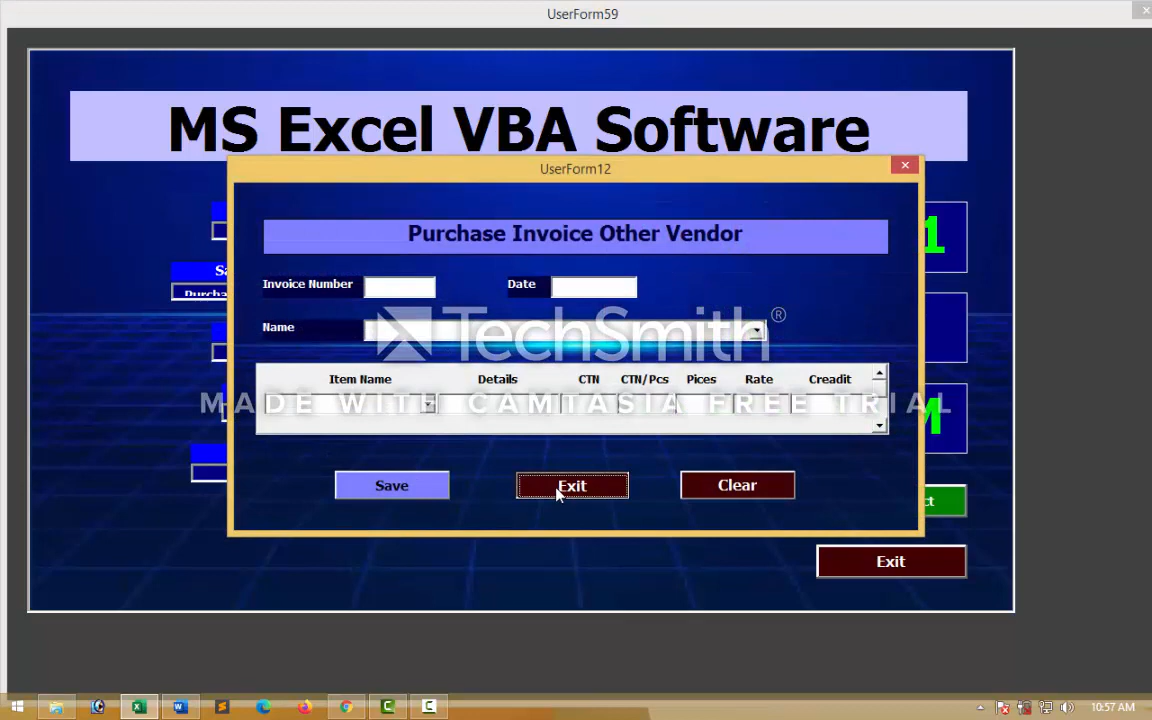 UserForm59
MS Excel VBA Software
UserForm12
Purchase Invoice Other Vendor
Invoice Number
Date
Name
TechSmith®
Item Name Details CTN CTN/Pcs Pices Rate Creadit
MADE WITH CAMTASIA FREE TRIAL
Save Exit Clear
Exit
10:57 AM